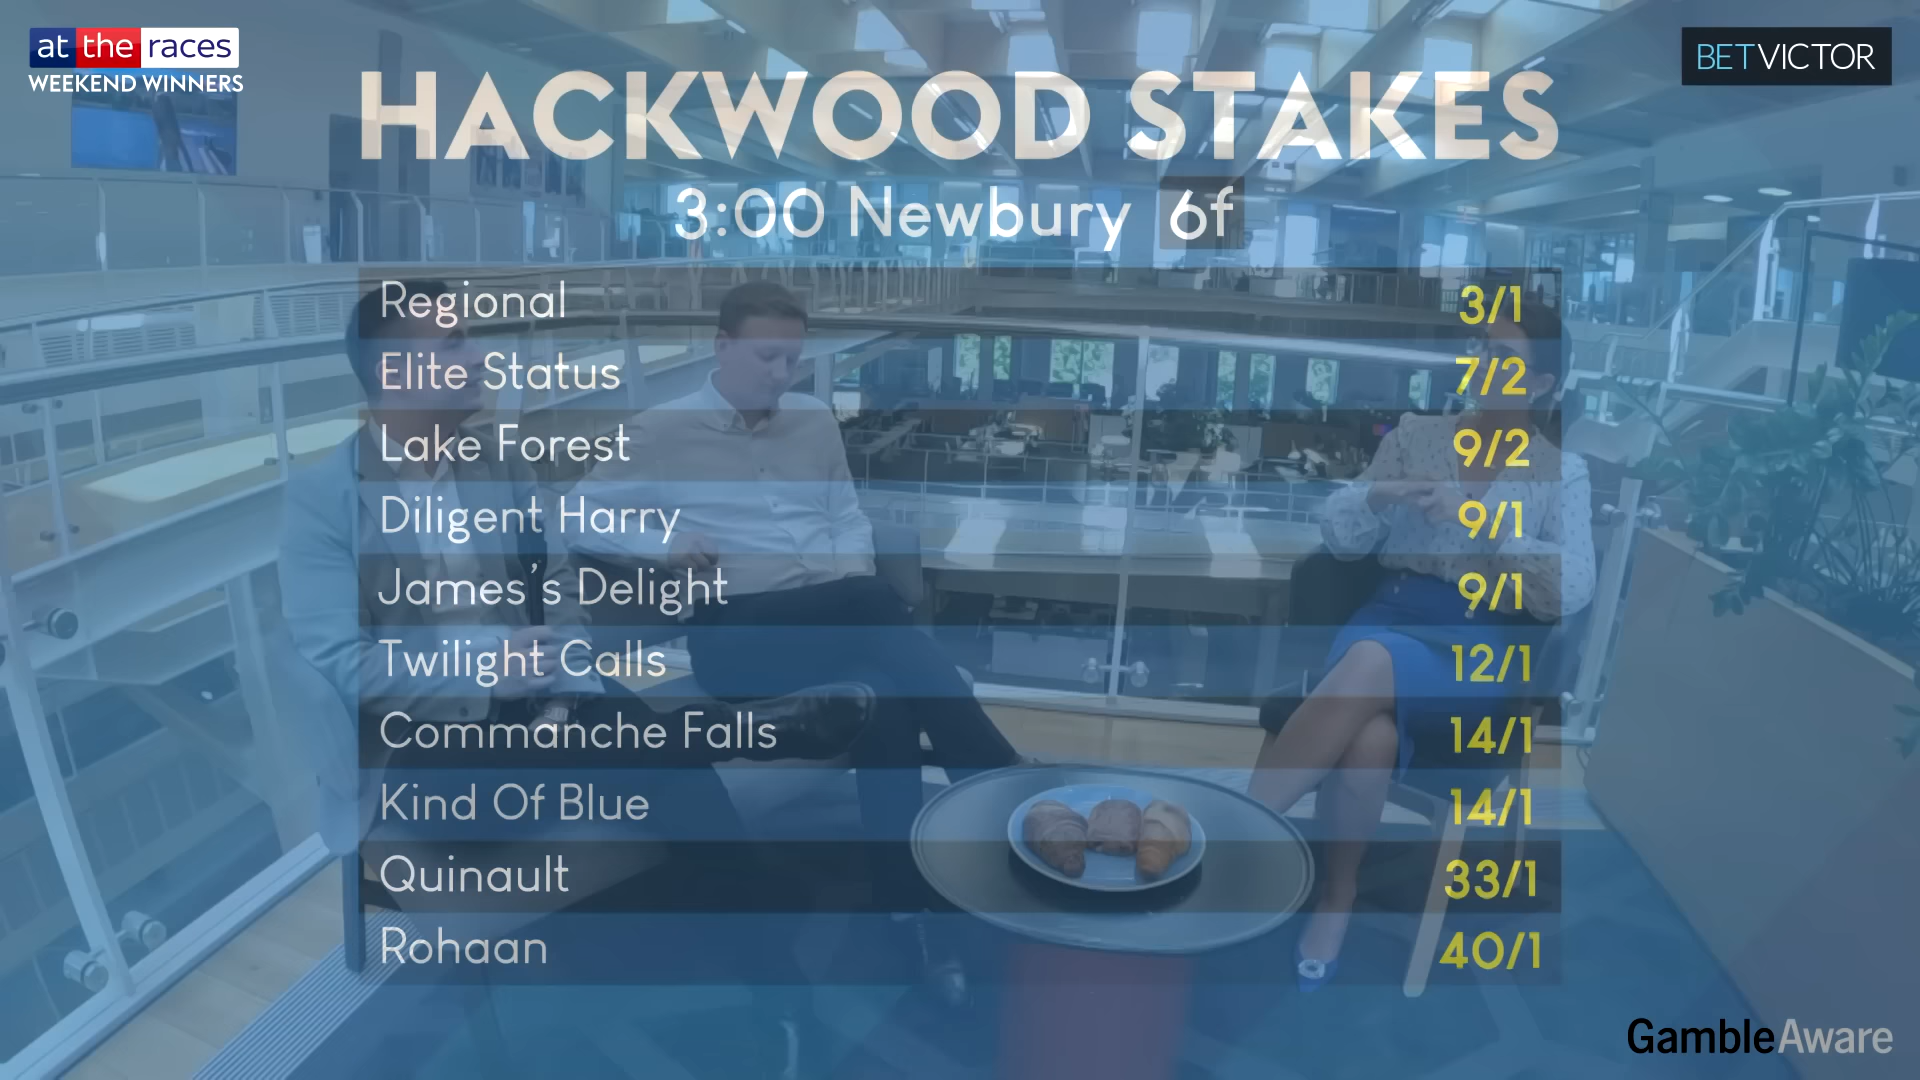 at the races
WEEKEND WINNERS
BETVICTOR
HACKWOOD STAKES
3:00 Newbury 6f
Regional 3/1
Elite Status 7/2
Lake Forest 9/2
Diligent Harry 9/1
James's Delight 9/1
Twilight Calls 12/1
Commanche Falls 14/1
Kind Of Blue 14/1
Quinault 33/1
Rohaan 40/1
GambleAware